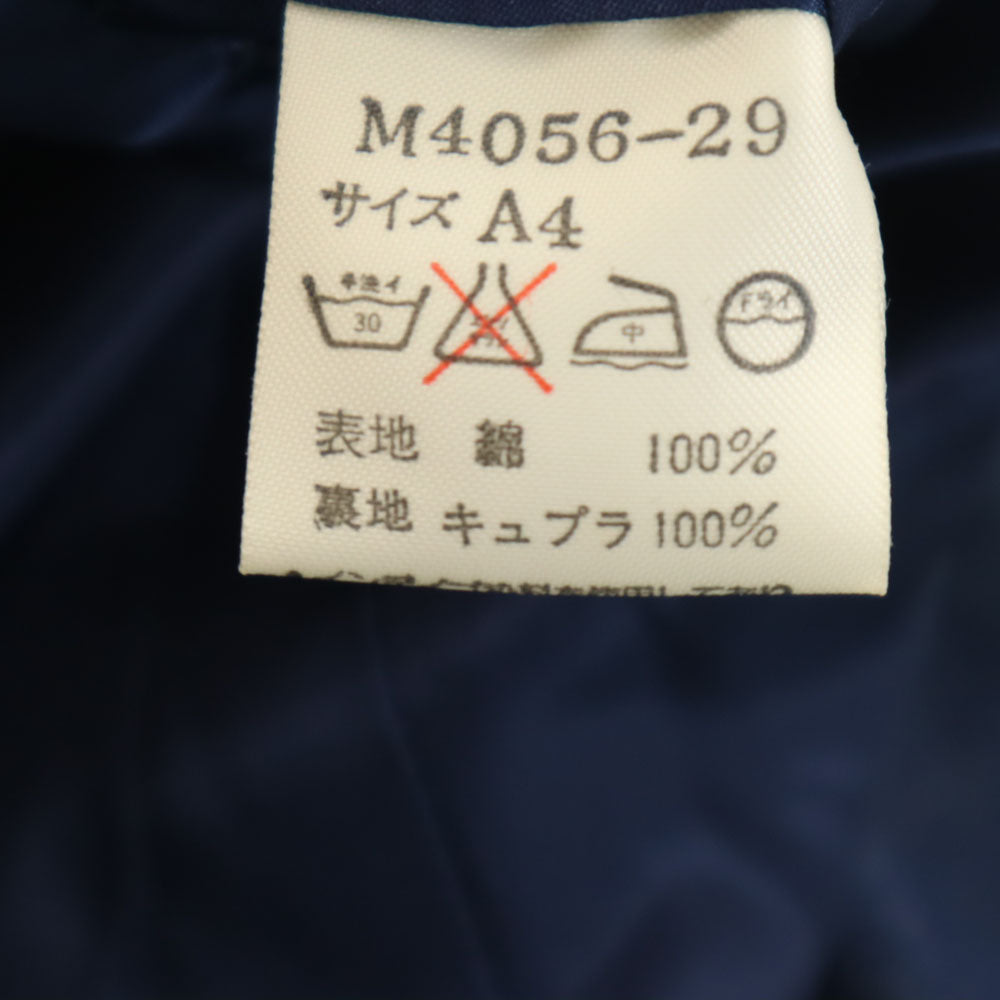 M4056-29
サイズ A4
手洗イ
30
中
ドライ
表地 綿 100%
裏地 キュプラ 100%